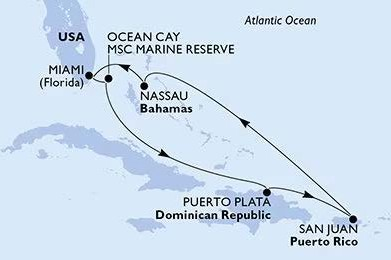 Atlantic Ocean
USA
OCEAN CAY
MSC MARINE RESERVE
MIAMI
(Florida)
NASSAU
Bahamas
PUERTO PLATA
Dominican Republic
SAN JUAN
Puerto Rico